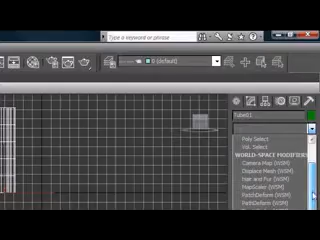 Type a keyword or phrase
0 (default)
Tube01
Poly Select
Vol. Select
WORLD-SPACE MODIFIERS
Camera Map (WSM)
Displace Mesh (WSM)
Hair and Fur (WSM)
MapScaler (WSM)
PatchDeform (WSM)
PathDeform (WSM)